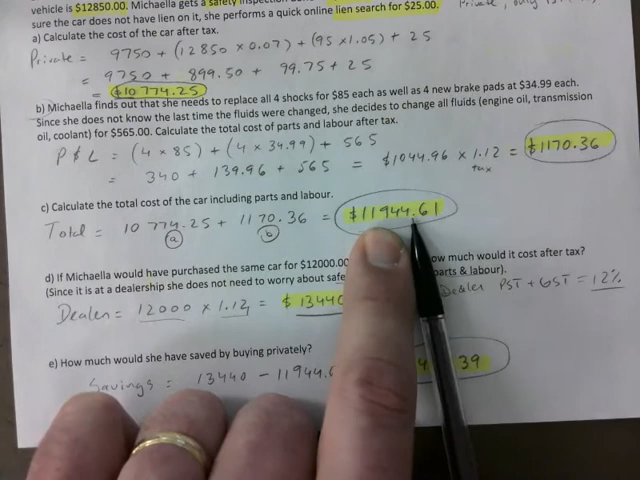 vehicle is $12850.00. Michaella gets a safety inspection
sure the car does not have lien on it, she performs a quick online lien search for $25.00. Private, only
a) Calculate the cost of the car after tax.
Private = 9750 + (12850 x 0.07) + (95 x 1.05) + 25
= 9750 + 899.50 + 99.75 + 25
= $10774.25
b) Michaella finds out that she needs to replace all 4 shocks for $85 each as well as 4 new brake pads at $34.99 each.
Since she does not know the last time the fluids were changed, she decides to change all fluids (engine oil, transmission
oil, coolant) for $565.00. Calculate the total cost of parts and labour after tax.
P & L = (4 x 85) + (4 x 34.99) + 565
= 340 + 139.96 + 565 = $1044.96 x 1.12 = $1170.36
tax
c) Calculate the total cost of the car including parts and labour.
Total = 10774.25 + 1170.36 = $11944.61
a b
d) If Michaella would have purchased the same car for $12000.00 how much would it cost after tax?
(Since it is at a dealership she does not need to worry about safe parts & labour).
Dealer PST + GST = 12%
Dealer = 12000 x 1.12 = $13440
e) How much would she have saved by buying privately?
Savings = 13440 - 11944.6 39